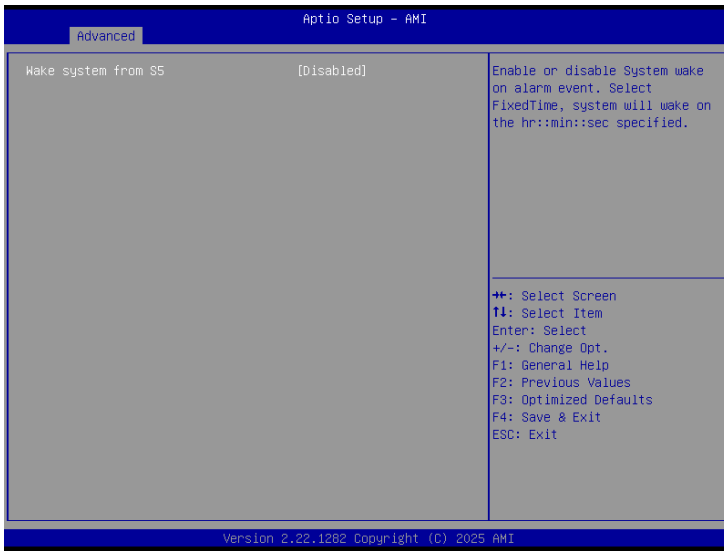 Aptio Setup - AMI
Advanced
Wake system from S5 [Disabled]
Enable or disable System wake
on alarm event. Select
FixedTime, system will wake on
the hr::min::sec specified.
→←: Select Screen
↑↓: Select Item
Enter: Select
+/-: Change Opt.
F1: General Help
F2: Previous Values
F3: Optimized Defaults
F4: Save & Exit
ESC: Exit
Version 2.22.1282 Copyright (C) 2025 AMI